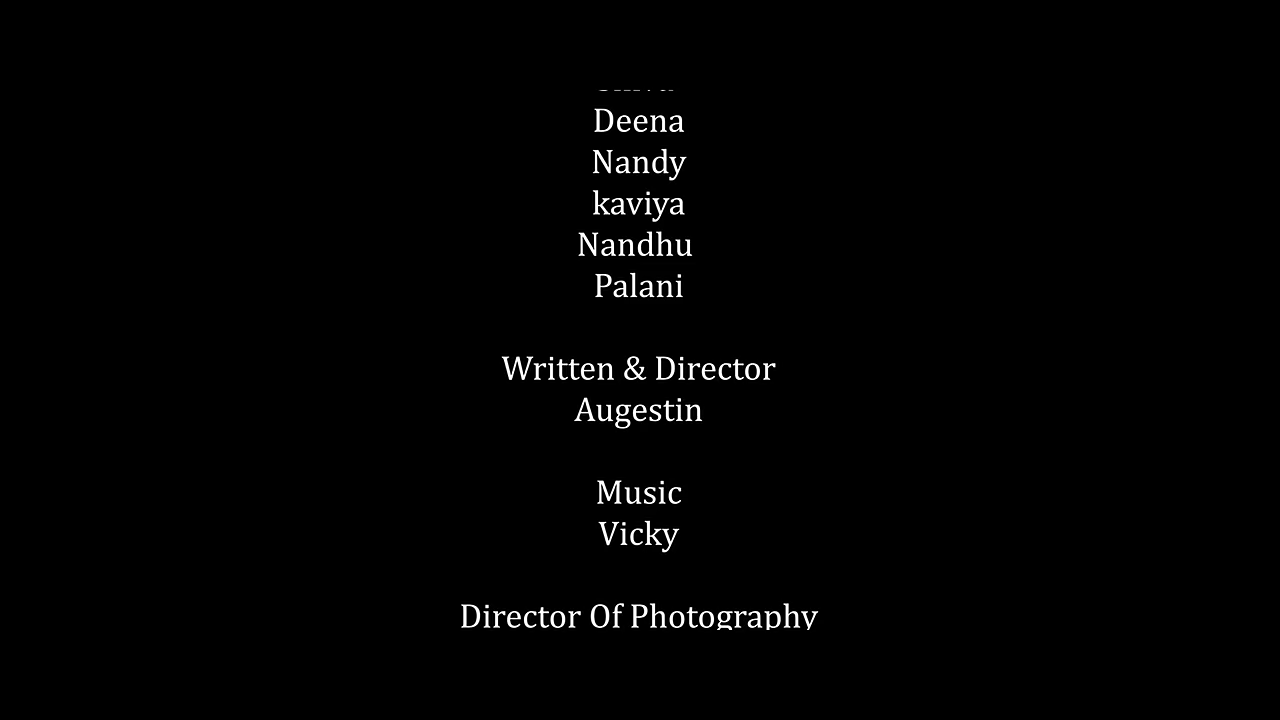 Deena
Nandy
kaviya
Nandhu
Palani
Written & Director
Augestin
Music
Vicky
Director Of Photography